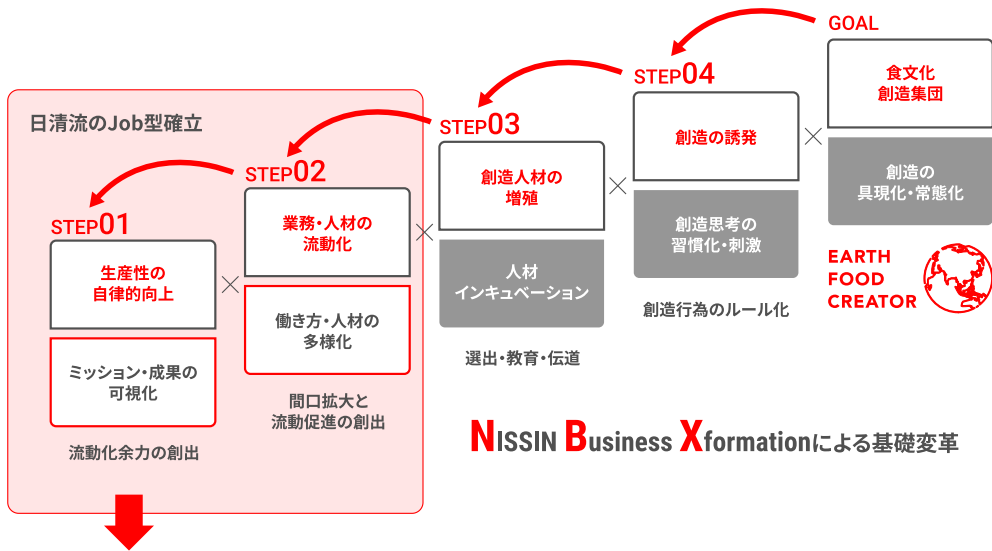 日清流のJob型確立
STEP01
生産性の
自律的向上
×
ミッション・成果の
可視化
流動化余力の創出
STEP02
業務・人材の
流動化
×
働き方・人材の
多様化
間口拡大と
流動促進の創出
STEP03
創造人材の
増殖
×
人材
インキュベーション
選出・教育・伝道
STEP04
創造の誘発
×
創造思考の
習慣化・刺激
創造行為のルール化
GOAL
食文化
創造集団
創造の
具現化・常態化
EARTH
FOOD
CREATOR
NISSIN Business Xformationによる基礎変革